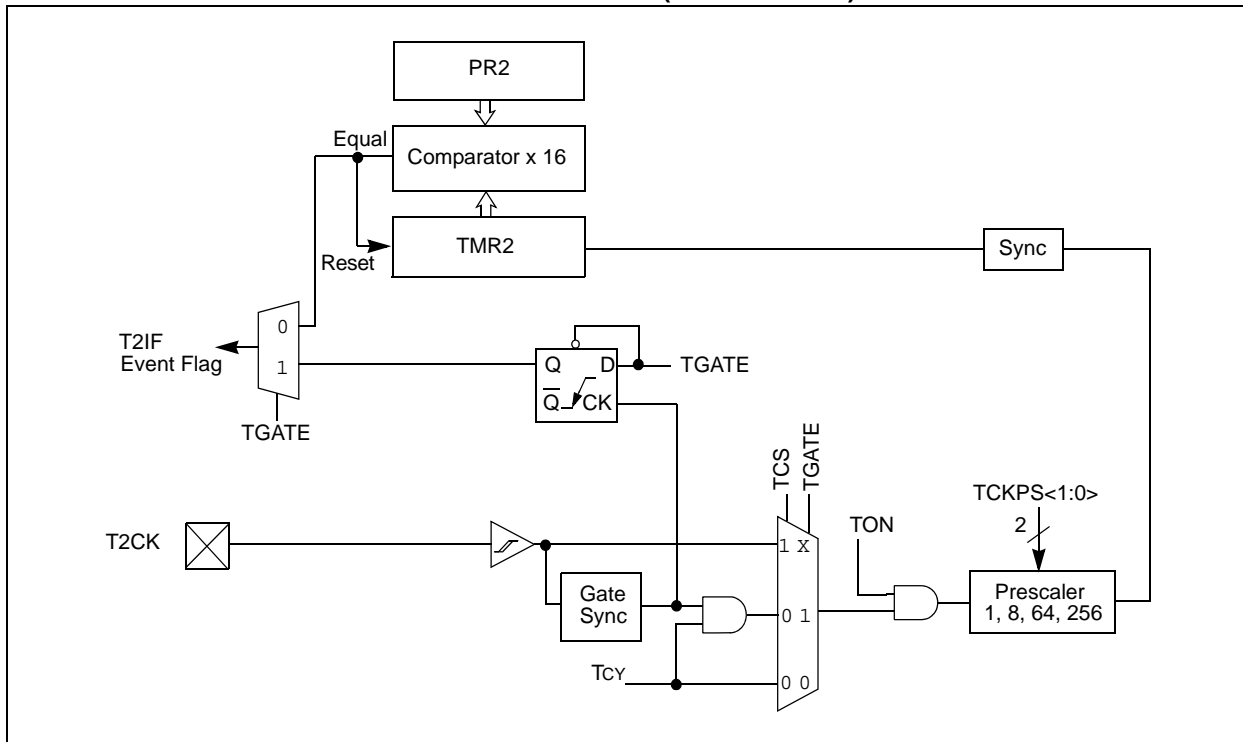 PR2
Equal
Comparator x 16
TMR2
Reset
Sync
0
T2IF
Event Flag
1
Q
D
TGATE
Q
CK
TGATE
TCS
TGATE
TCKPS<1:0>
2
TON
T2CK
1 X
Gate
Sync
0 1
Prescaler
1, 8, 64, 256
TCY
0 0